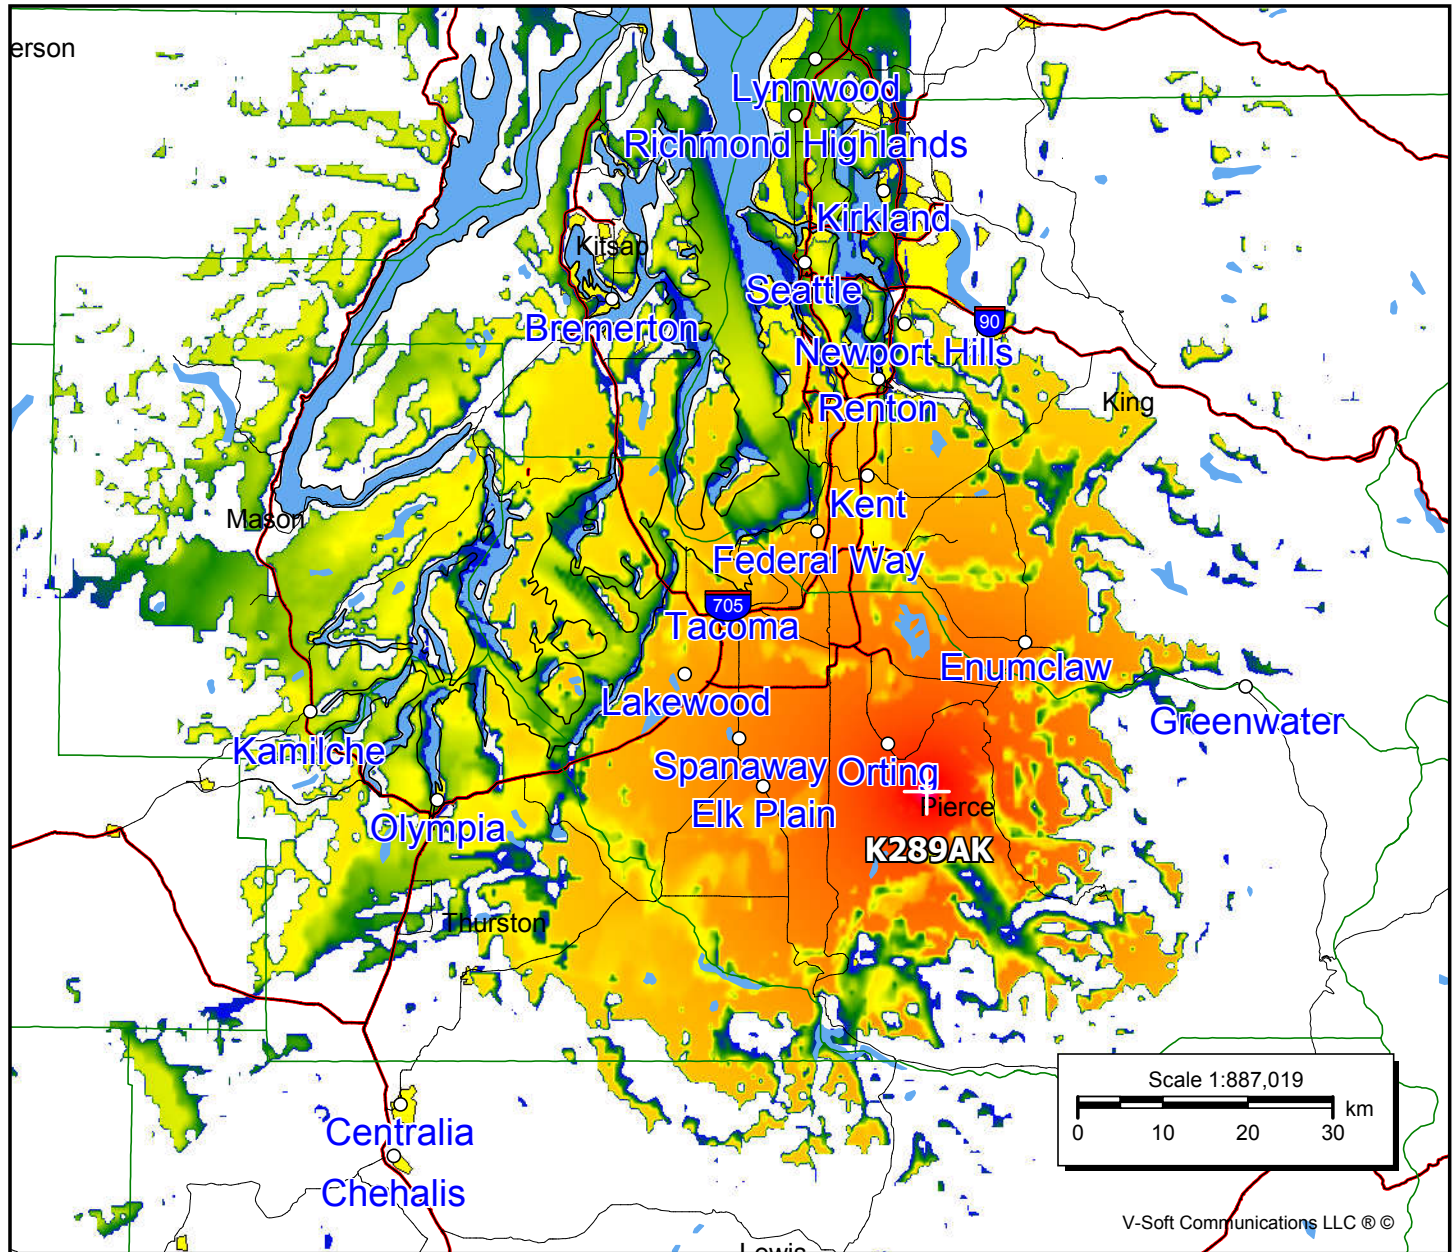 erson
Lynnwood
Richmond Highlands
Kirkland
Kitsap
Seattle
Bremerton
90
Newport Hills
King
Renton
Kent
Mason
Federal Way
705
Tacoma
Enumclaw
Lakewood
Greenwater
Kamilche
Spanaway
Orting
Pierce
Elk Plain
Olympia
K289AK
Thurston
Scale 1:887,019
km
0 10 20 30
Centralia
Chehalis
V-Soft Communications LLC ® ©
Lewis